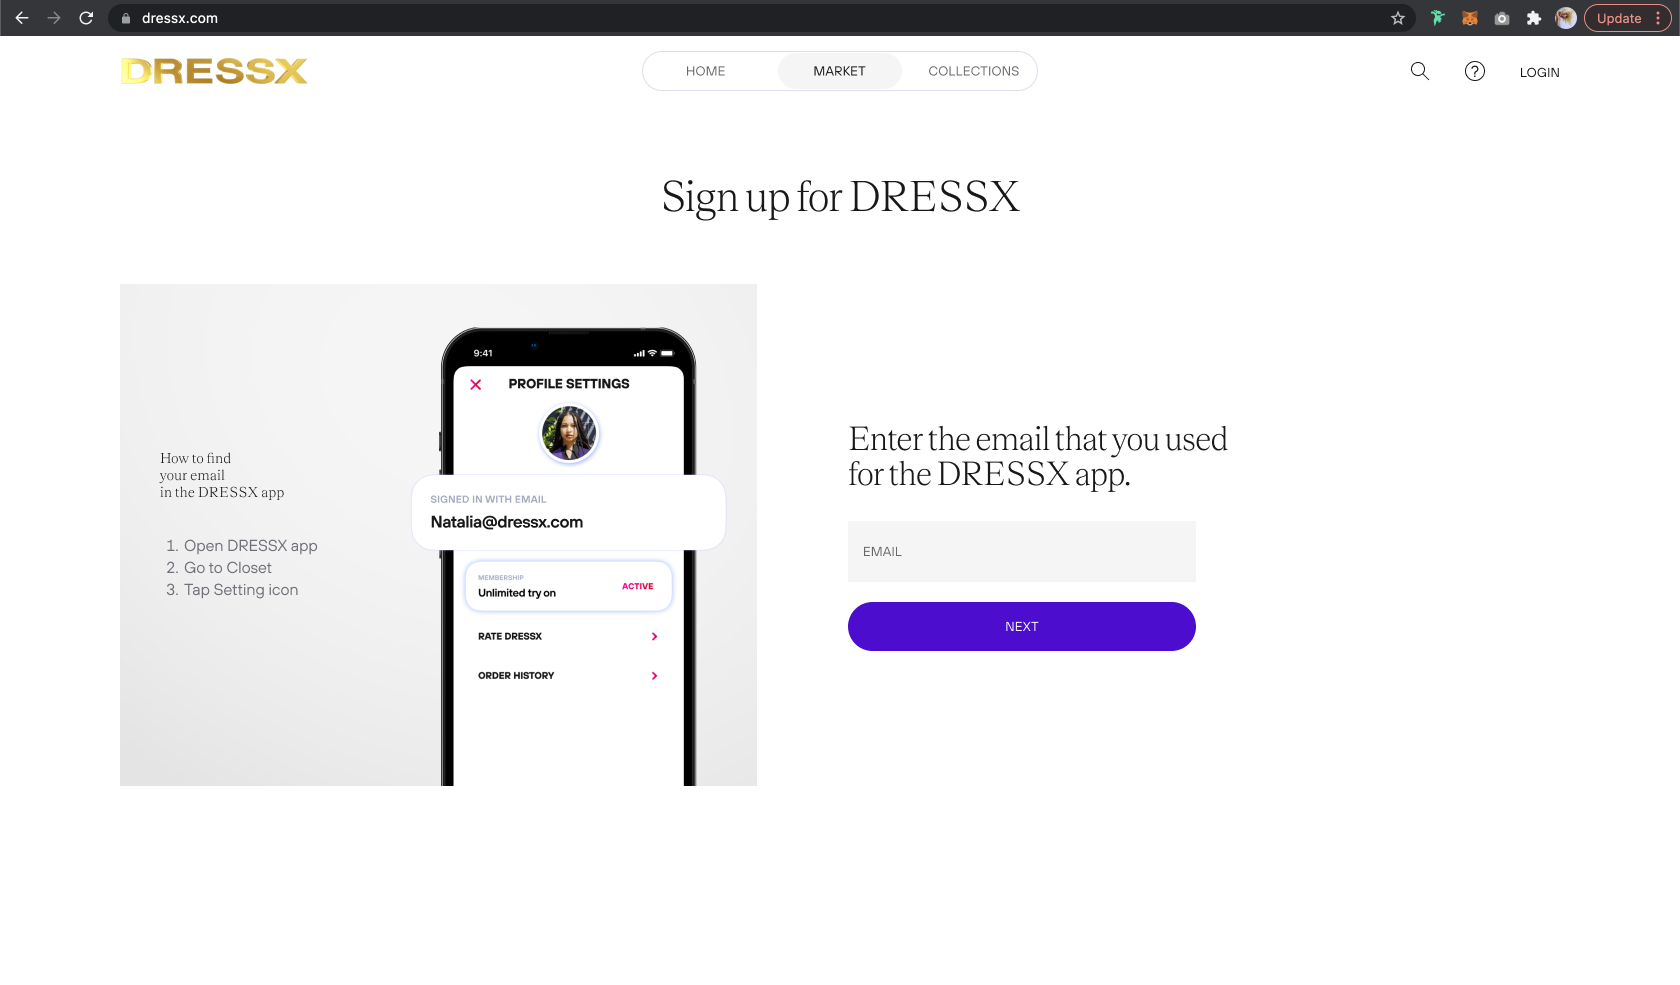 dressx.com
Update
DRESSX
HOME
MARKET
COLLECTIONS
LOGIN
Sign up for DRESSX
How to find
your email
in the DRESSX app
1. Open DRESSX app
2. Go to Closet
3. Tap Setting icon
9:41
PROFILE SETTINGS
SIGNED IN WITH EMAIL
Natalia@dressx.com
MEMBERSHIP
Unlimited try on
ACTIVE
RATE DRESSX
ORDER HISTORY
Enter the email that you used
for the DRESSX app.
EMAIL
NEXT